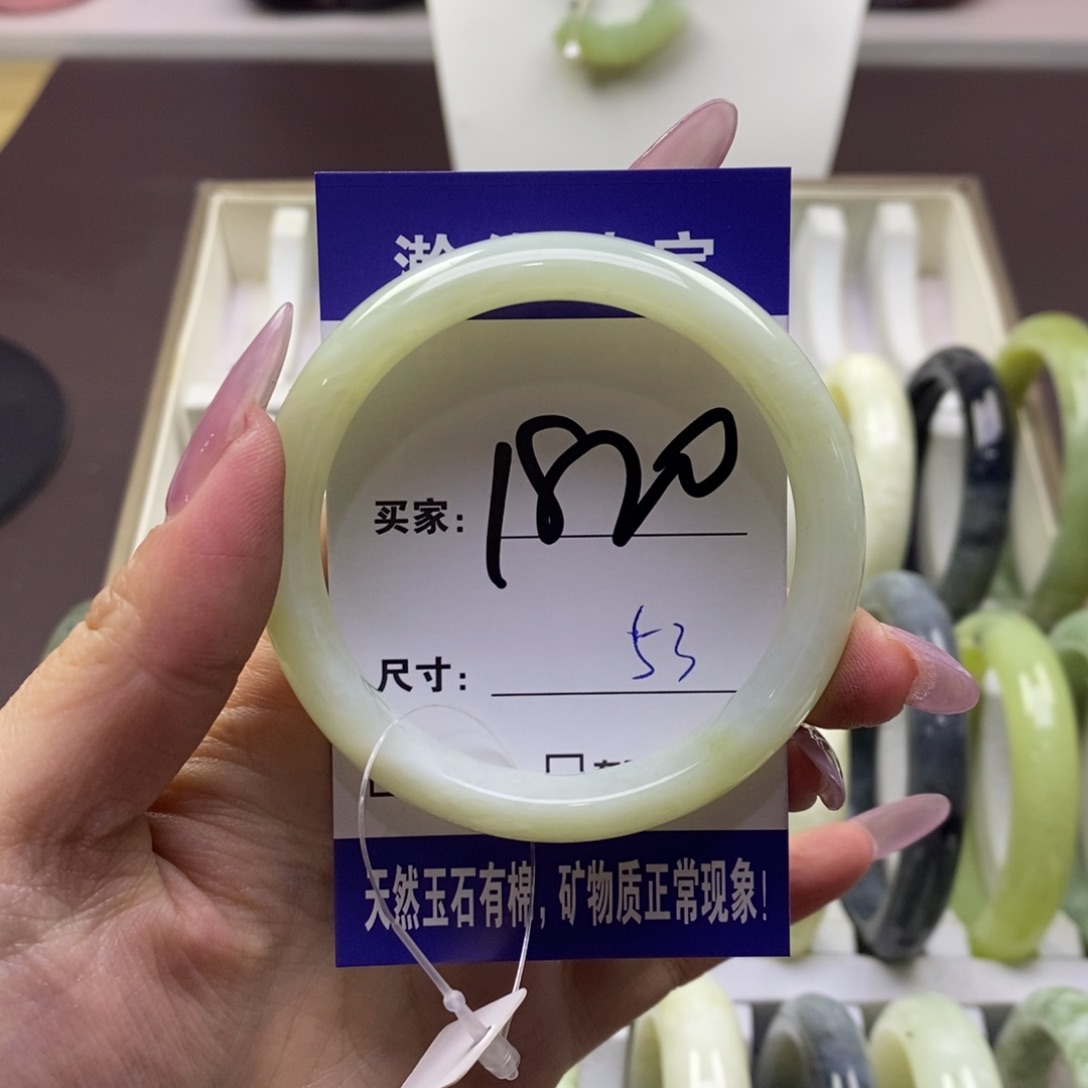 买家: 1820
尺寸: 53
天然玉石有棉, 矿物质正常现象!